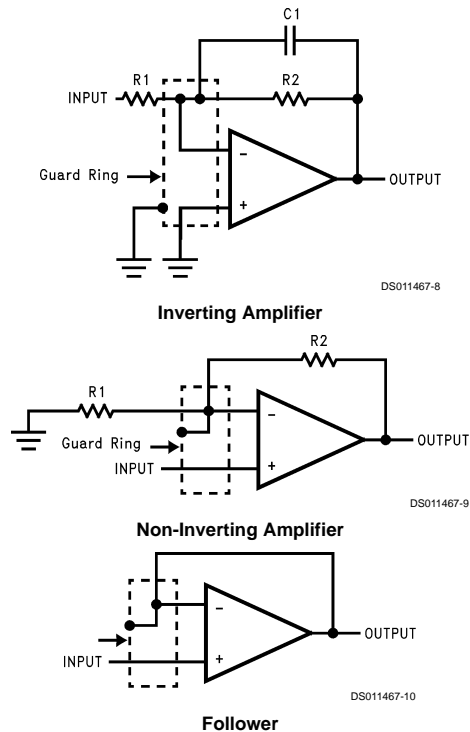 C1
R1
R2
INPUT
Guard Ring
−
+
OUTPUT
DS011467-8
Inverting Amplifier
R2
R1
−
OUTPUT
Guard Ring
INPUT
+
DS011467-9
Non-Inverting Amplifier
−
OUTPUT
INPUT
+
DS011467-10
Follower